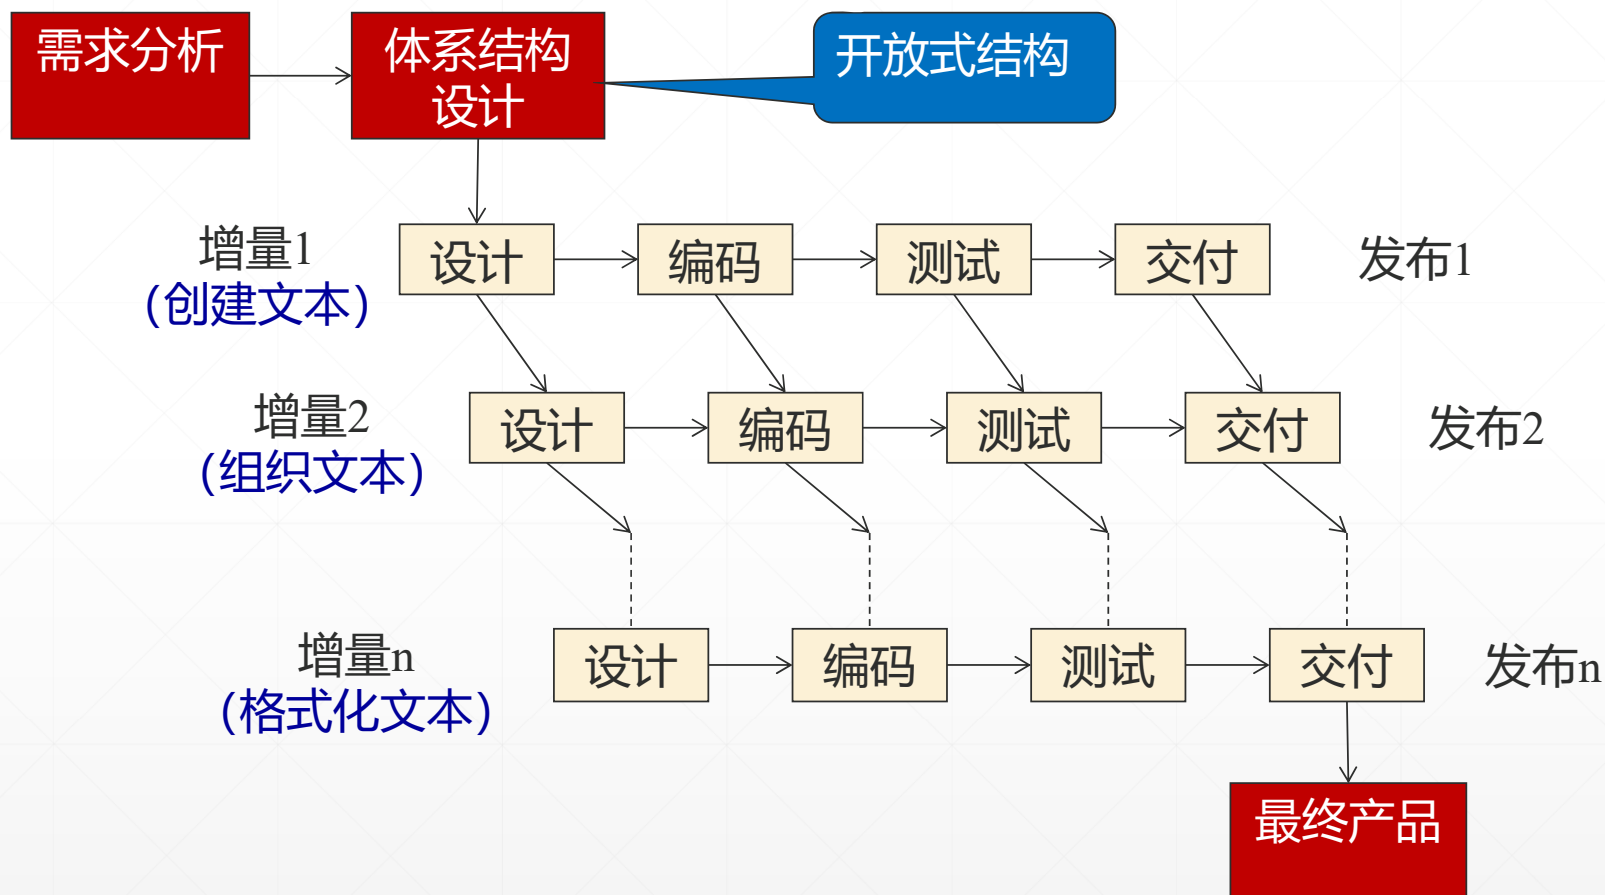 需求分析
体系结构
设计
开放式结构
增量1
(创建文本)
设计
编码
测试
交付
发布1
增量2
(组织文本)
设计
编码
测试
交付
发布2
增量n
(格式化文本)
设计
编码
测试
交付
发布n
最终产品